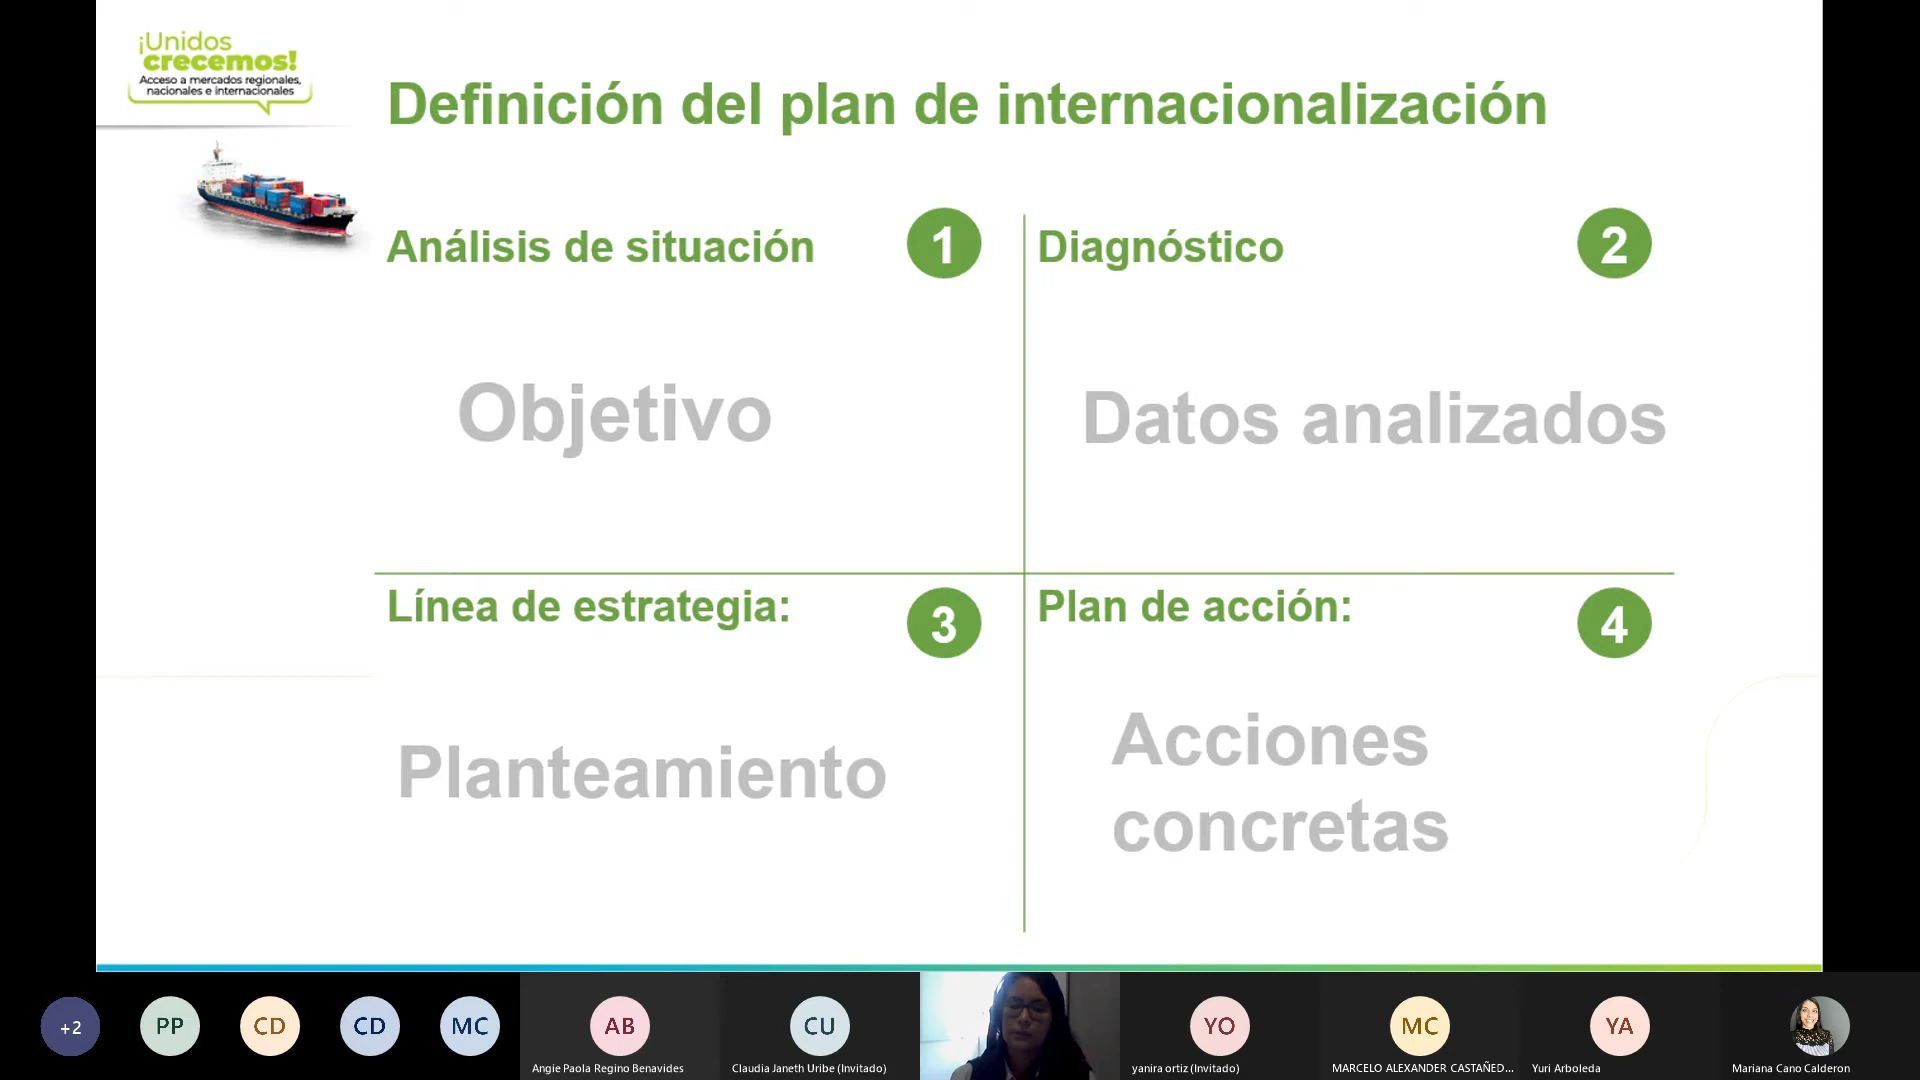 ¡Unidos
crecemos!
Acceso a mercados regionales,
nacionales e internacionales
Definición del plan de internacionalización
Análisis de situación
1
Diagnóstico
2
Objetivo
Datos analizados
Línea de estrategia:
3
Plan de acción:
4
Planteamiento
Acciones
concretas
+2
PP
CD
CD
MC
AB
Angie Paola Regino Benavides
CU
Claudia Janeth Uribe (Invitado)
YO
yanira ortiz (Invitado)
MC
MARCELO ALEXANDER CASTAÑED...
YA
Yuri Arboleda
Mariana Cano Calderon